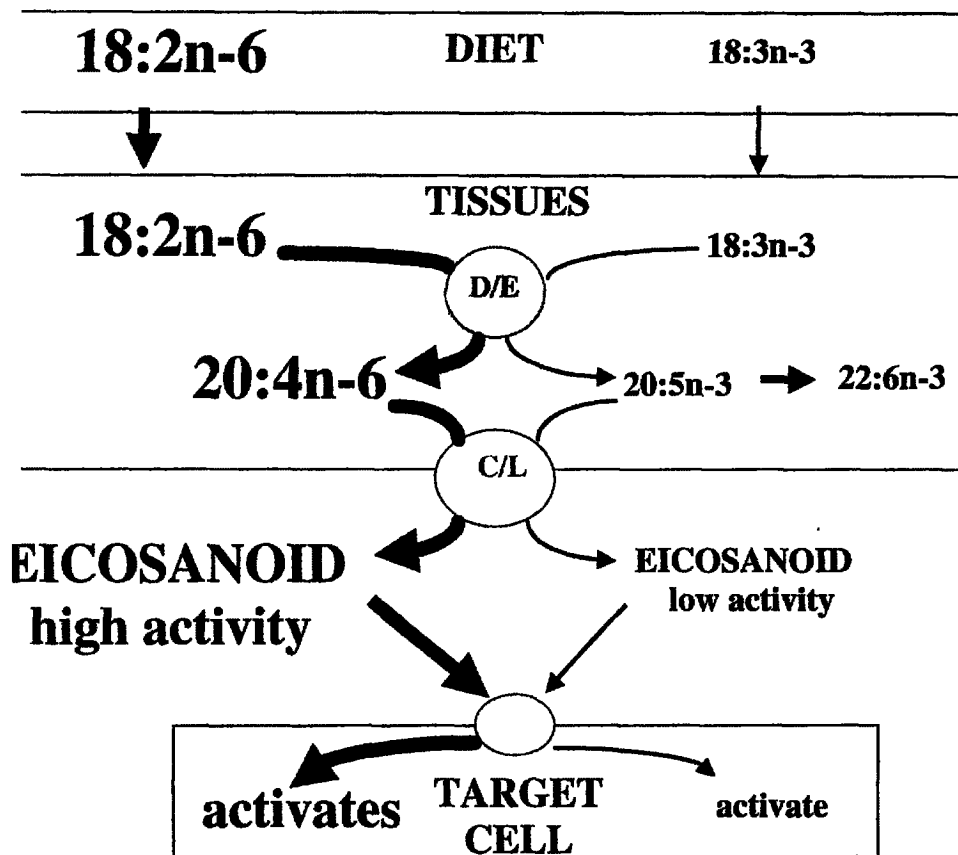 18:2n-6 DIET 18:3n-3
TISSUES
18:2n-6 18:3n-3
D/E
20:4n-6 20:5n-3 22:6n-3
C/L
EICOSANOID
high activity
EICOSANOID
low activity
activates
TARGET
CELL
activate